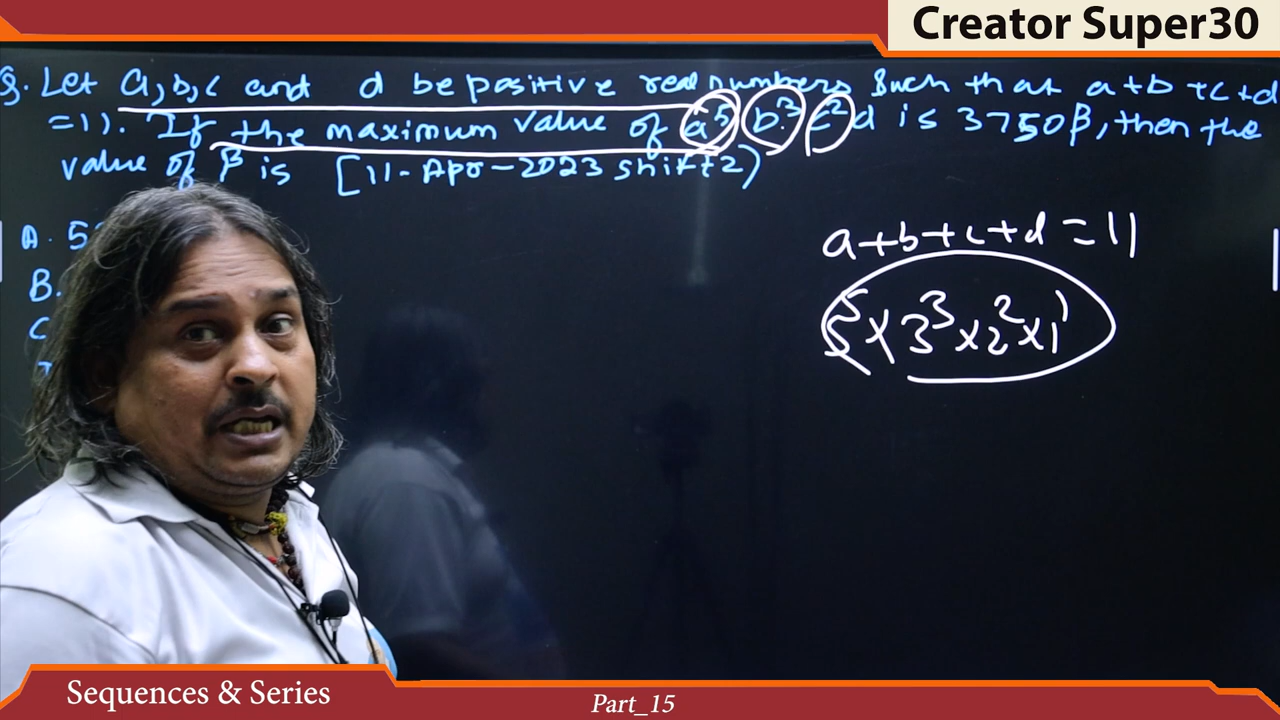 Creator Super30
Q. Let a,b,c and d be positive real numbers such that a+b+c+d
=11. If the maximum value of a⁵ b³ c² d is 3750β, then the
value of β is [11-Apr-2023 shift 2)
A. 5
B.
C
a+b+c+d = 11
5⁵×3³×2²×1¹
Sequences & Series
Part_15